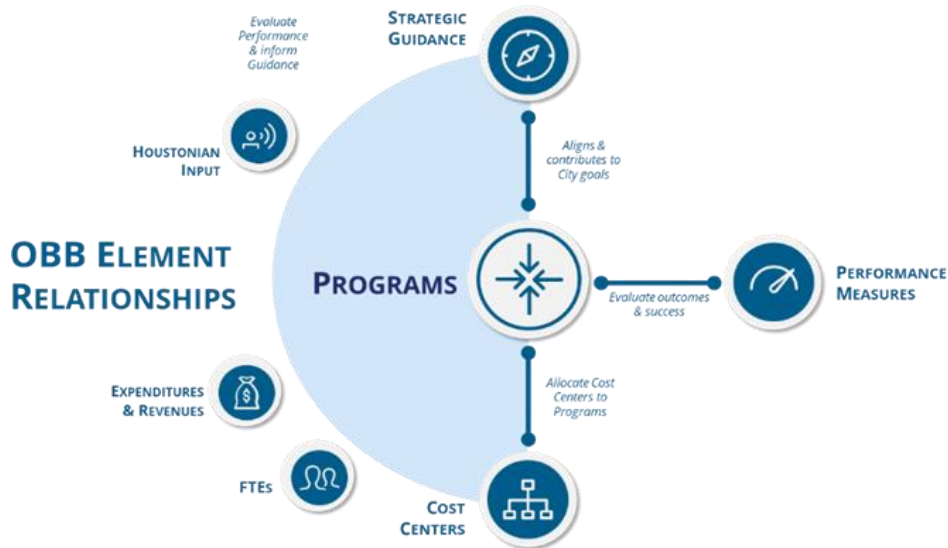 Evaluate
Performance
& inform
Guidance
STRATEGIC
GUIDANCE
HOUSTONIAN
INPUT
Aligns &
contributes to
City goals
OBB ELEMENT
RELATIONSHIPS
PROGRAMS
Evaluate outcomes
& success
PERFORMANCE
MEASURES
EXPENDITURES
& REVENUES
$
Allocate Cost
Centers to
Programs
FTES
COST
CENTERS